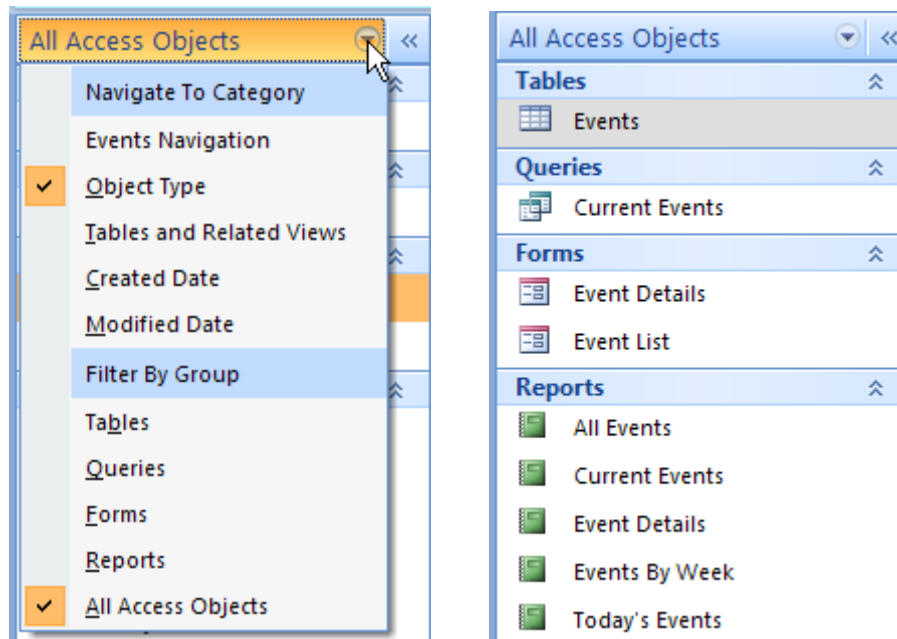 All Access Objects
Navigate To Category
Events Navigation
Object Type
Tables and Related Views
Created Date
Modified Date
Filter By Group
Tables
Queries
Forms
Reports
All Access Objects
All Access Objects
Tables
Events
Queries
Current Events
Forms
Event Details
Event List
Reports
All Events
Current Events
Event Details
Events By Week
Today's Events